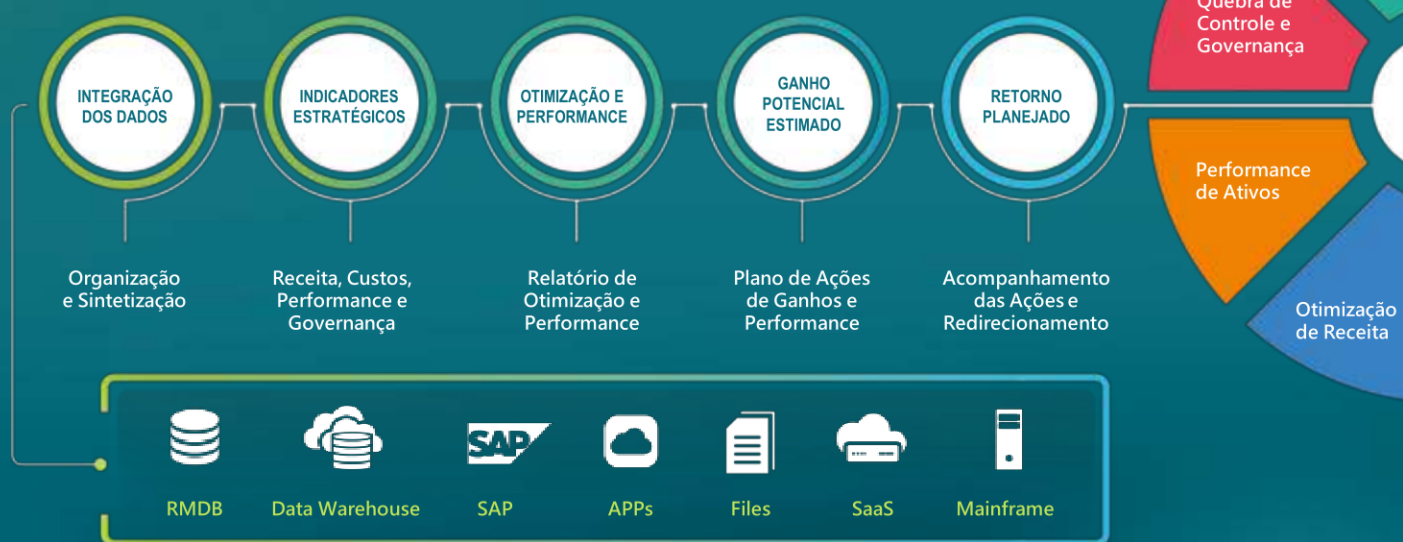 INTEGRAÇÃO
DOS DADOS
INDICADORES
ESTRATÉGICOS
OTIMIZAÇÃO E
PERFORMANCE
GANHO
POTENCIAL
ESTIMADO
RETORNO
PLANEJADO
Organização
e Sintetização
Receita, Custos,
Performance e
Governança
Relatório de
Otimização e
Performance
Plano de Ações
de Ganhos e
Performance
Acompanhamento
das Ações e
Redirecionamento
Quebra de
Controle e
Governança
Performance
de Ativos
Otimização
de Receita
SAP
RMDB
Data Warehouse
SAP
APPs
Files
SaaS
Mainframe